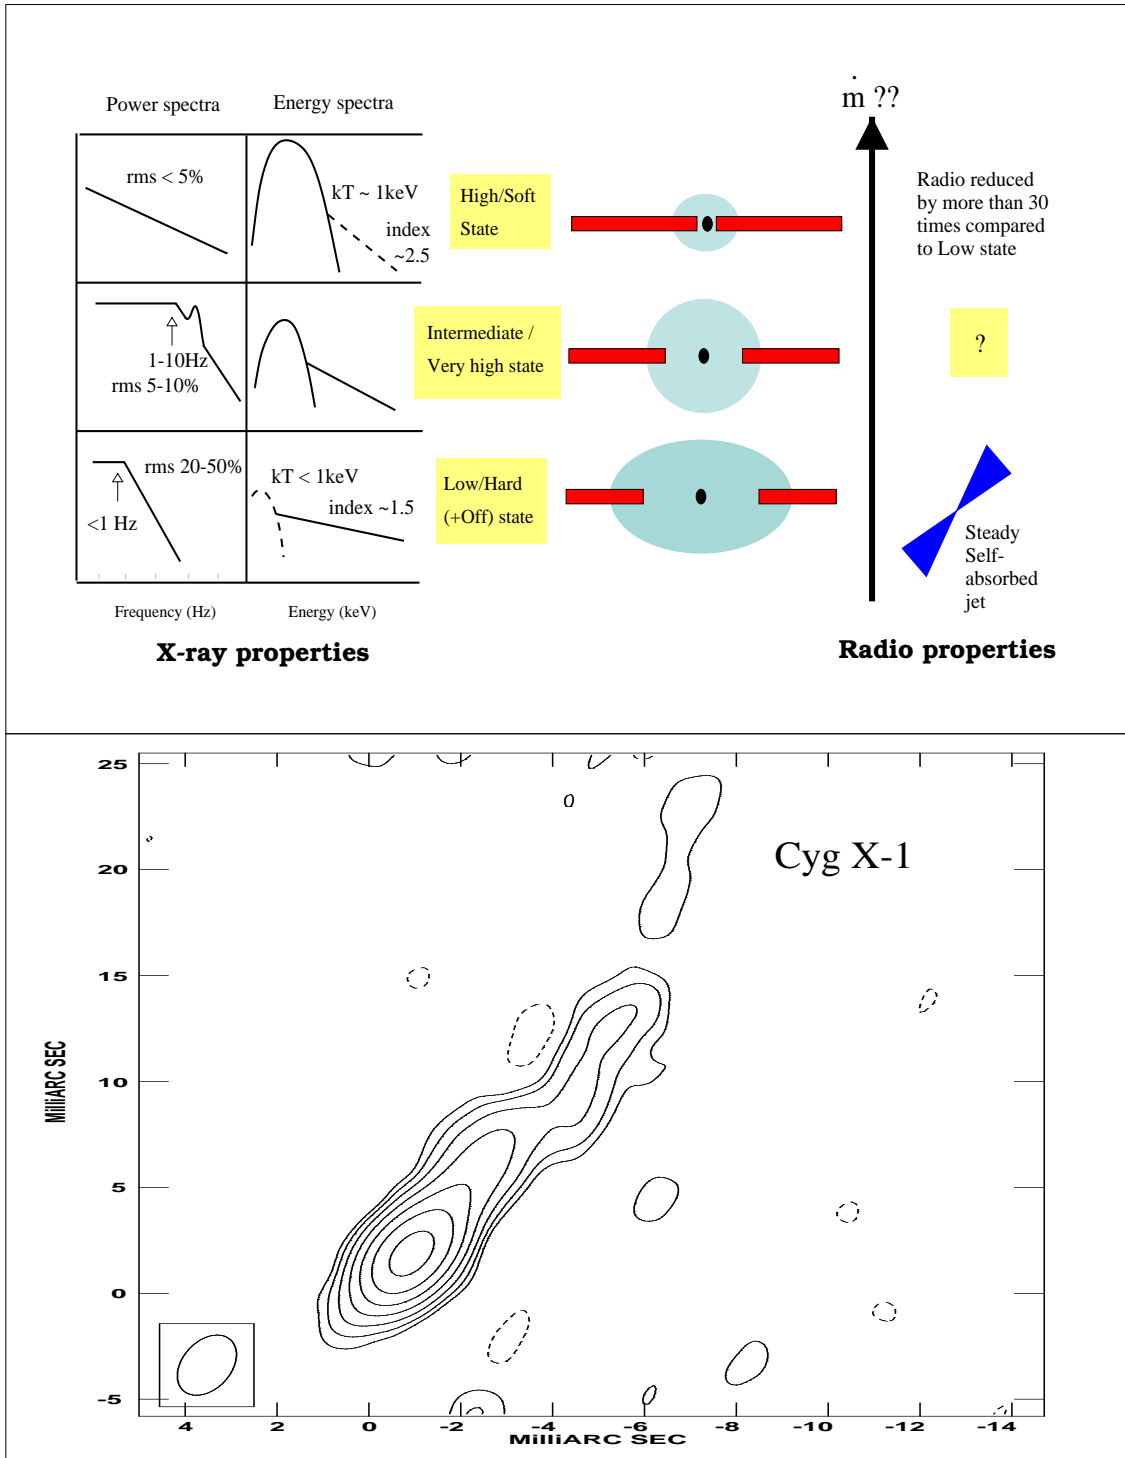 ṁ ??
Power spectra
Energy spectra
rms < 5%
kT ~ 1keV
index
~2.5
High/Soft
State
Radio reduced
by more than 30
times compared
to Low state
1-10Hz
rms 5-10%
Intermediate /
Very high state
?
rms 20-50%
<1 Hz
kT < 1keV
index ~1.5
Low/Hard
(+Off) state
Steady
Self-
absorbed
jet
Frequency (Hz)
Energy (keV)
X-ray properties
Radio properties
Cyg X-1
MilliARC SEC
25
20
15
10
5
0
-5
4 2 0 -2 -4 -6 -8 -10 -12 -14
MilliARC SEC